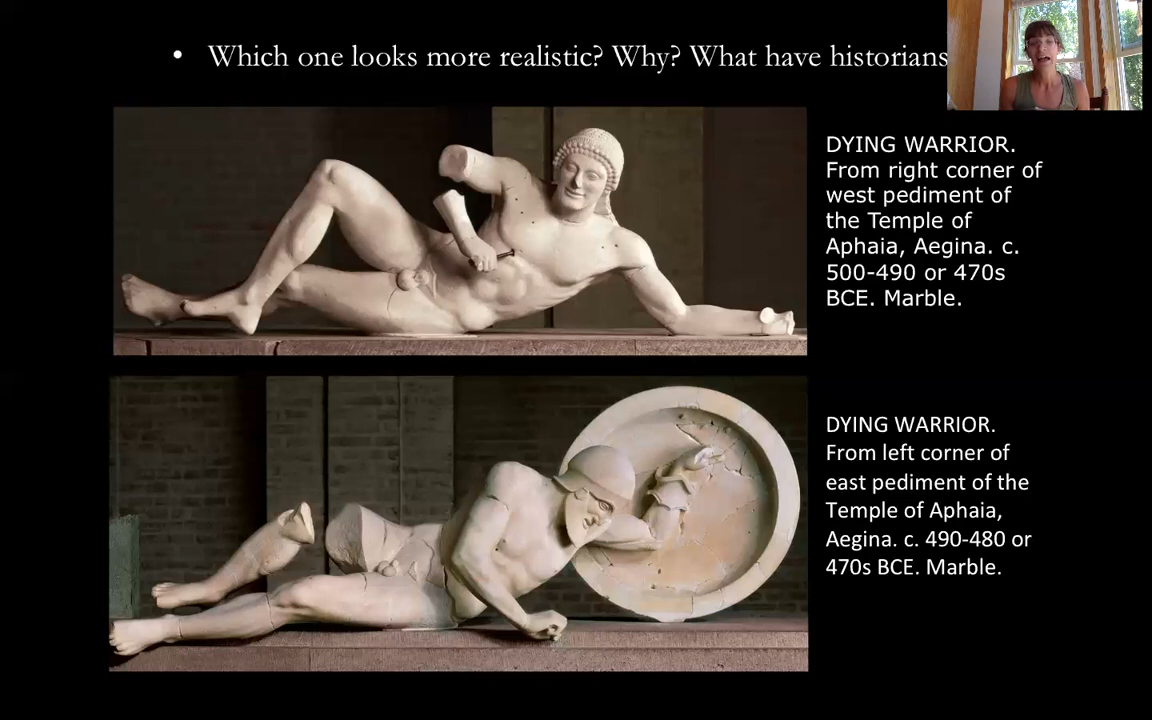 • Which one looks more realistic? Why? What have historians
DYING WARRIOR.
From right corner of
west pediment of
the Temple of
Aphaia, Aegina. c.
500-490 or 470s
BCE. Marble.
DYING WARRIOR.
From left corner of
east pediment of the
Temple of Aphaia,
Aegina. c. 490-480 or
470s BCE. Marble.